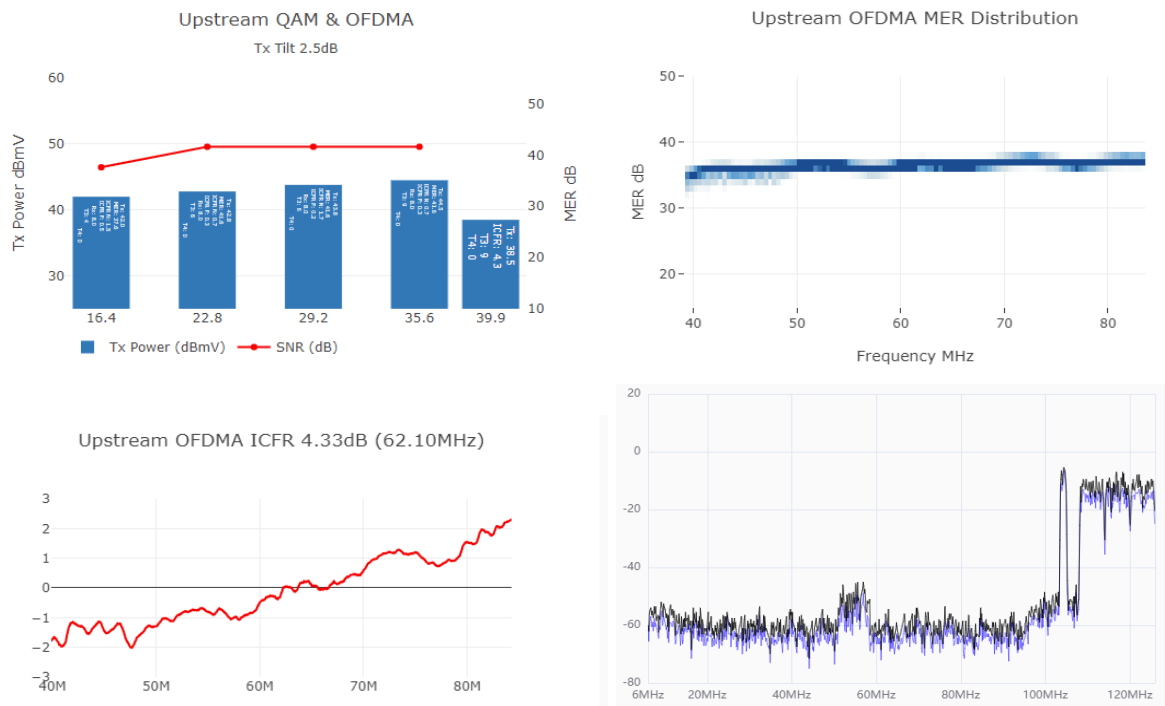 Upstream QAM & OFDMA
Tx Tilt 2.5dB
60
50
40
30
Tx Power dBmV
50
40
30
20
10
MER dB
Tx: 38.5
ICFR: 4.3
T3: 9
T4: 0
16.4 22.8 29.2 35.6 39.9
Tx Power (dBmV) SNR (dB)
Upstream OFDMA MER Distribution
50
40
30
20
MER dB
40 50 60 70 80
Frequency MHz
Upstream OFDMA ICFR 4.33dB (62.10MHz)
3
2
1
0
−1
−2
−3
40M 50M 60M 70M 80M
20
0
-20
-40
-60
-80
6MHz 20MHz 40MHz 60MHz 80MHz 100MHz 120MHz